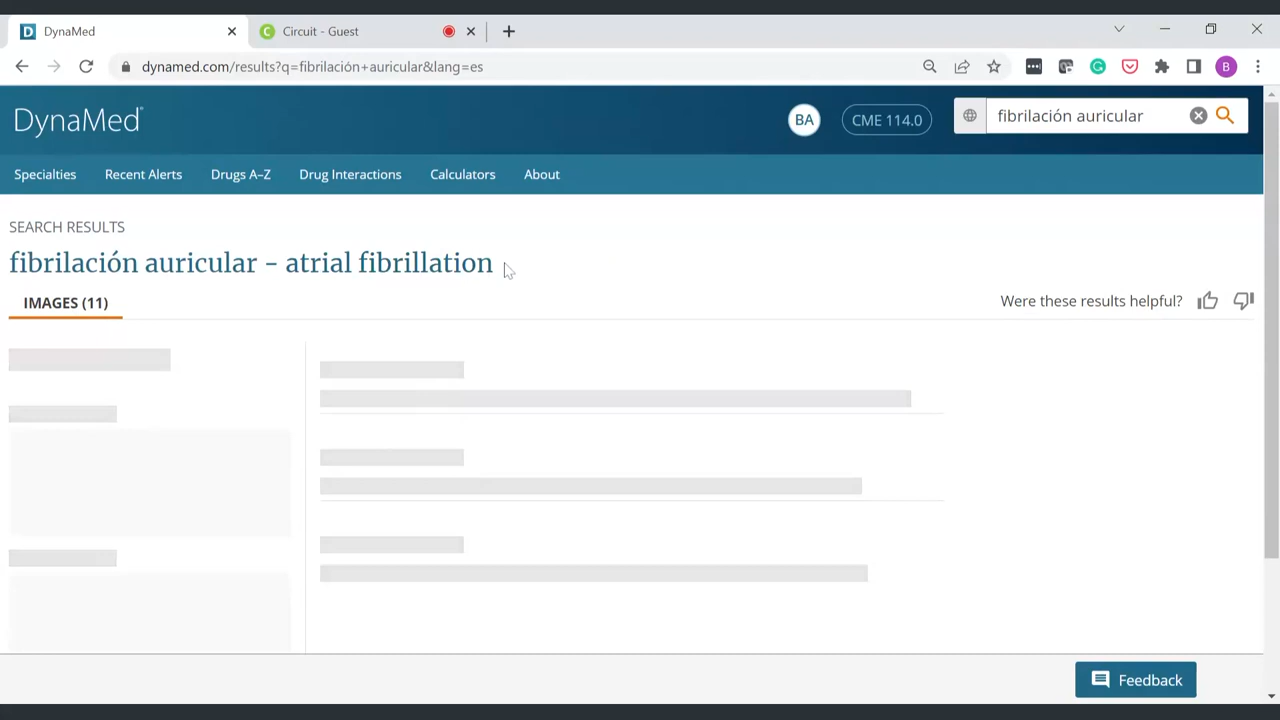 DynaMed
Circuit - Guest
dynamed.com/results?q=fibrilación+auricular&lang=es
B
DynaMed®
BA
CME 114.0
fibrilación auricular
Specialties
Recent Alerts
Drugs A–Z
Drug Interactions
Calculators
About
SEARCH RESULTS
fibrilación auricular – atrial fibrillation
IMAGES (11)
Were these results helpful?
Feedback